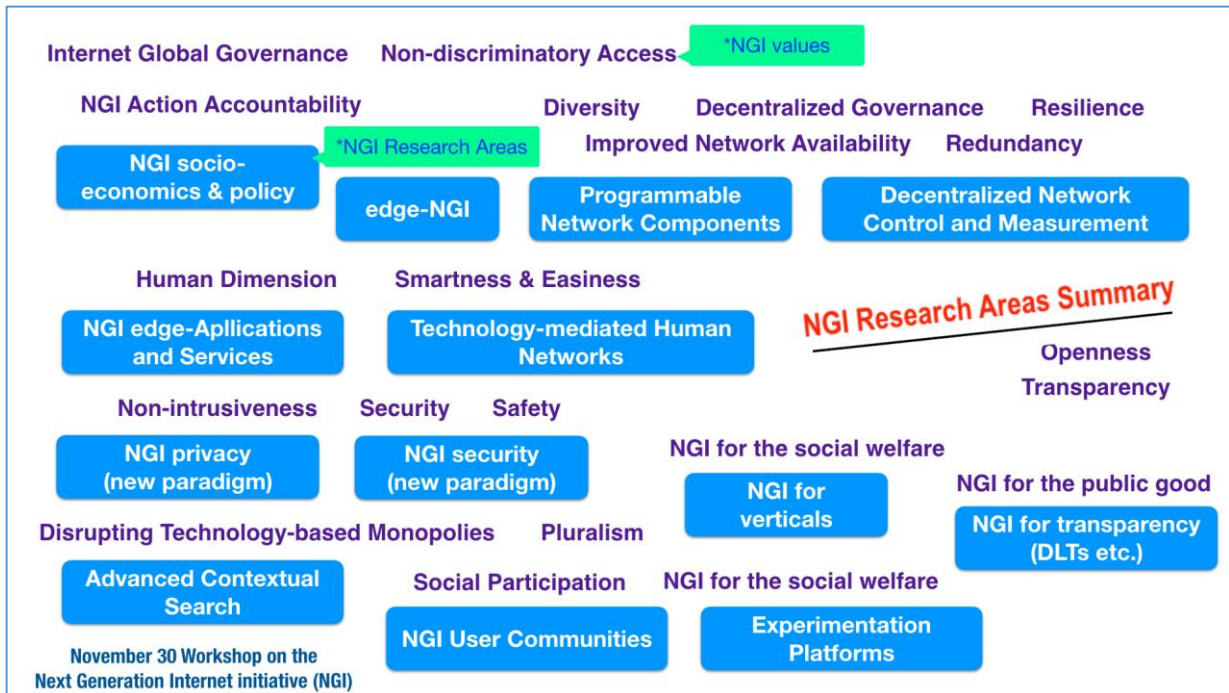 Internet Global Governance
Non-discriminatory Access
*NGI values
NGI Action Accountability
Diversity
Decentralized Governance
Resilience
*NGI Research Areas
Improved Network Availability
Redundancy
NGI socio-
economics & policy
edge-NGI
Programmable
Network Components
Decentralized Network
Control and Measurement
Human Dimension
Smartness & Easiness
NGI Research Areas Summary
NGI edge-Apllications
and Services
Technology-mediated Human
Networks
Openness
Transparency
Non-intrusiveness
Security
Safety
NGI privacy
(new paradigm)
NGI security
(new paradigm)
NGI for the social welfare
NGI for
verticals
NGI for the public good
NGI for transparency
(DLTs etc.)
Disrupting Technology-based Monopolies
Pluralism
Advanced Contextual
Search
Social Participation
NGI for the social welfare
NGI User Communities
Experimentation
Platforms
November 30 Workshop on the
Next Generation Internet initiative (NGI)